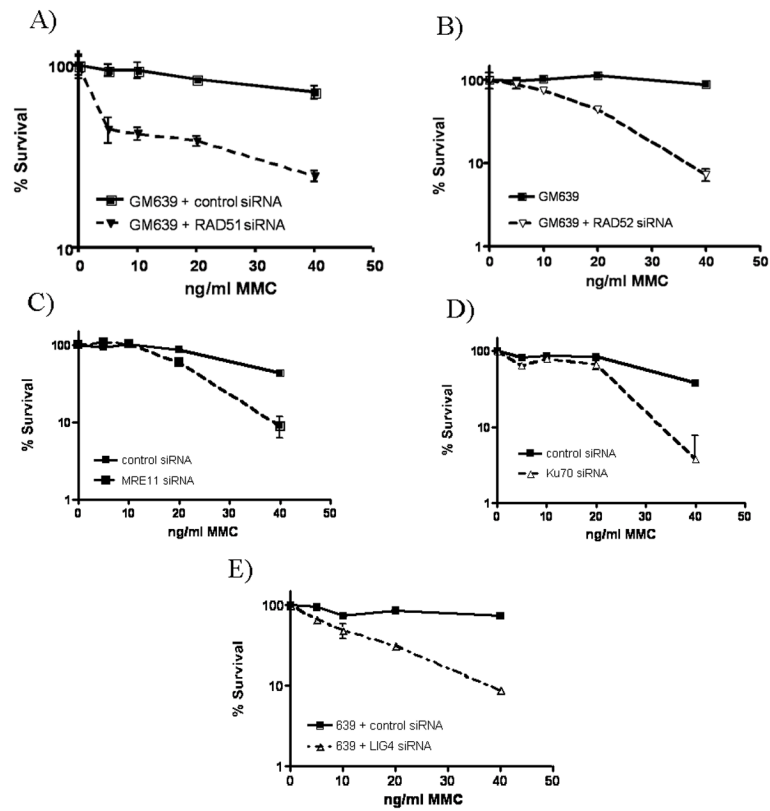 A)
% Survival
100
10
GM639 + control siRNA
GM639 + RAD51 siRNA
0 10 20 30 40 50
ng/ml MMC
B)
% Survival
100
10
1
GM639
GM639 + RAD52 siRNA
0 10 20 30 40 50
ng/ml MMC
C)
% Survival
100
10
1
control siRNA
MRE11 siRNA
0 10 20 30 40 50
ng/ml MMC
D)
% Survival
100
10
1
control siRNA
Ku70 siRNA
0 10 20 30 40 50
ng/ml MMC
E)
% Survival
100
10
1
639 + control siRNA
639 + LIG4 siRNA
0 10 20 30 40 50
ng/ml MMC